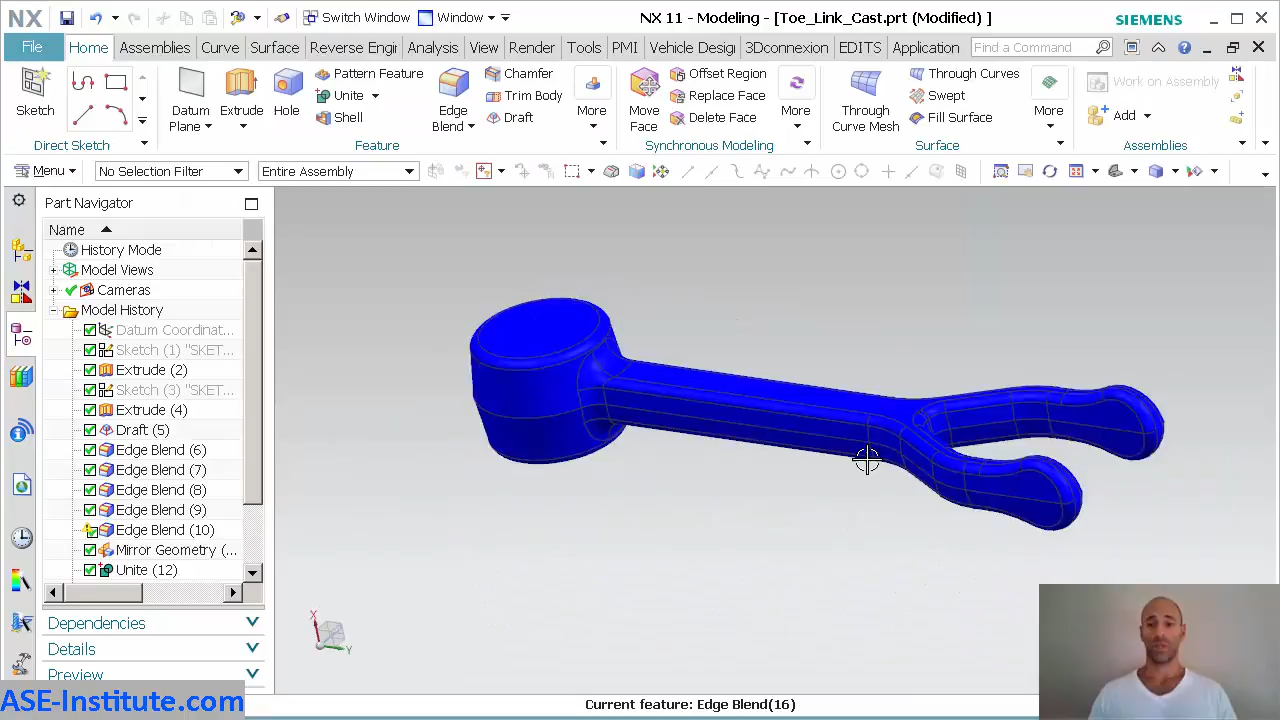 NX
Switch Window
Window
NX 11 - Modeling - [Toe_Link_Cast.prt (Modified) ]
SIEMENS
File
Home
Assemblies
Curve
Surface
Reverse Engi
Analysis
View
Render
Tools
PMI
Vehicle Desig
3Dconnexion
EDITS
Application
Find a Command
Sketch
Direct Sketch
Datum
Plane
Extrude
Hole
Pattern Feature
Unite
Shell
Edge
Blend
Chamfer
Trim Body
Draft
More
Feature
Move
Face
Offset Region
Replace Face
Delete Face
More
Synchronous Modeling
Through
Curve Mesh
Through Curves
Swept
Fill Surface
More
Surface
Work on Assembly
Add
Assemblies
Menu
No Selection Filter
Entire Assembly
Part Navigator
Name
History Mode
Model Views
Cameras
Model History
Datum Coordinat...
Sketch (1) "SKET...
Extrude (2)
Sketch (3) "SKET...
Extrude (4)
Draft (5)
Edge Blend (6)
Edge Blend (7)
Edge Blend (8)
Edge Blend (9)
Edge Blend (10)
Mirror Geometry (...
Unite (12)
Dependencies
Details
Preview
X
Y
ASE-Institute.com
Current feature: Edge Blend(16)